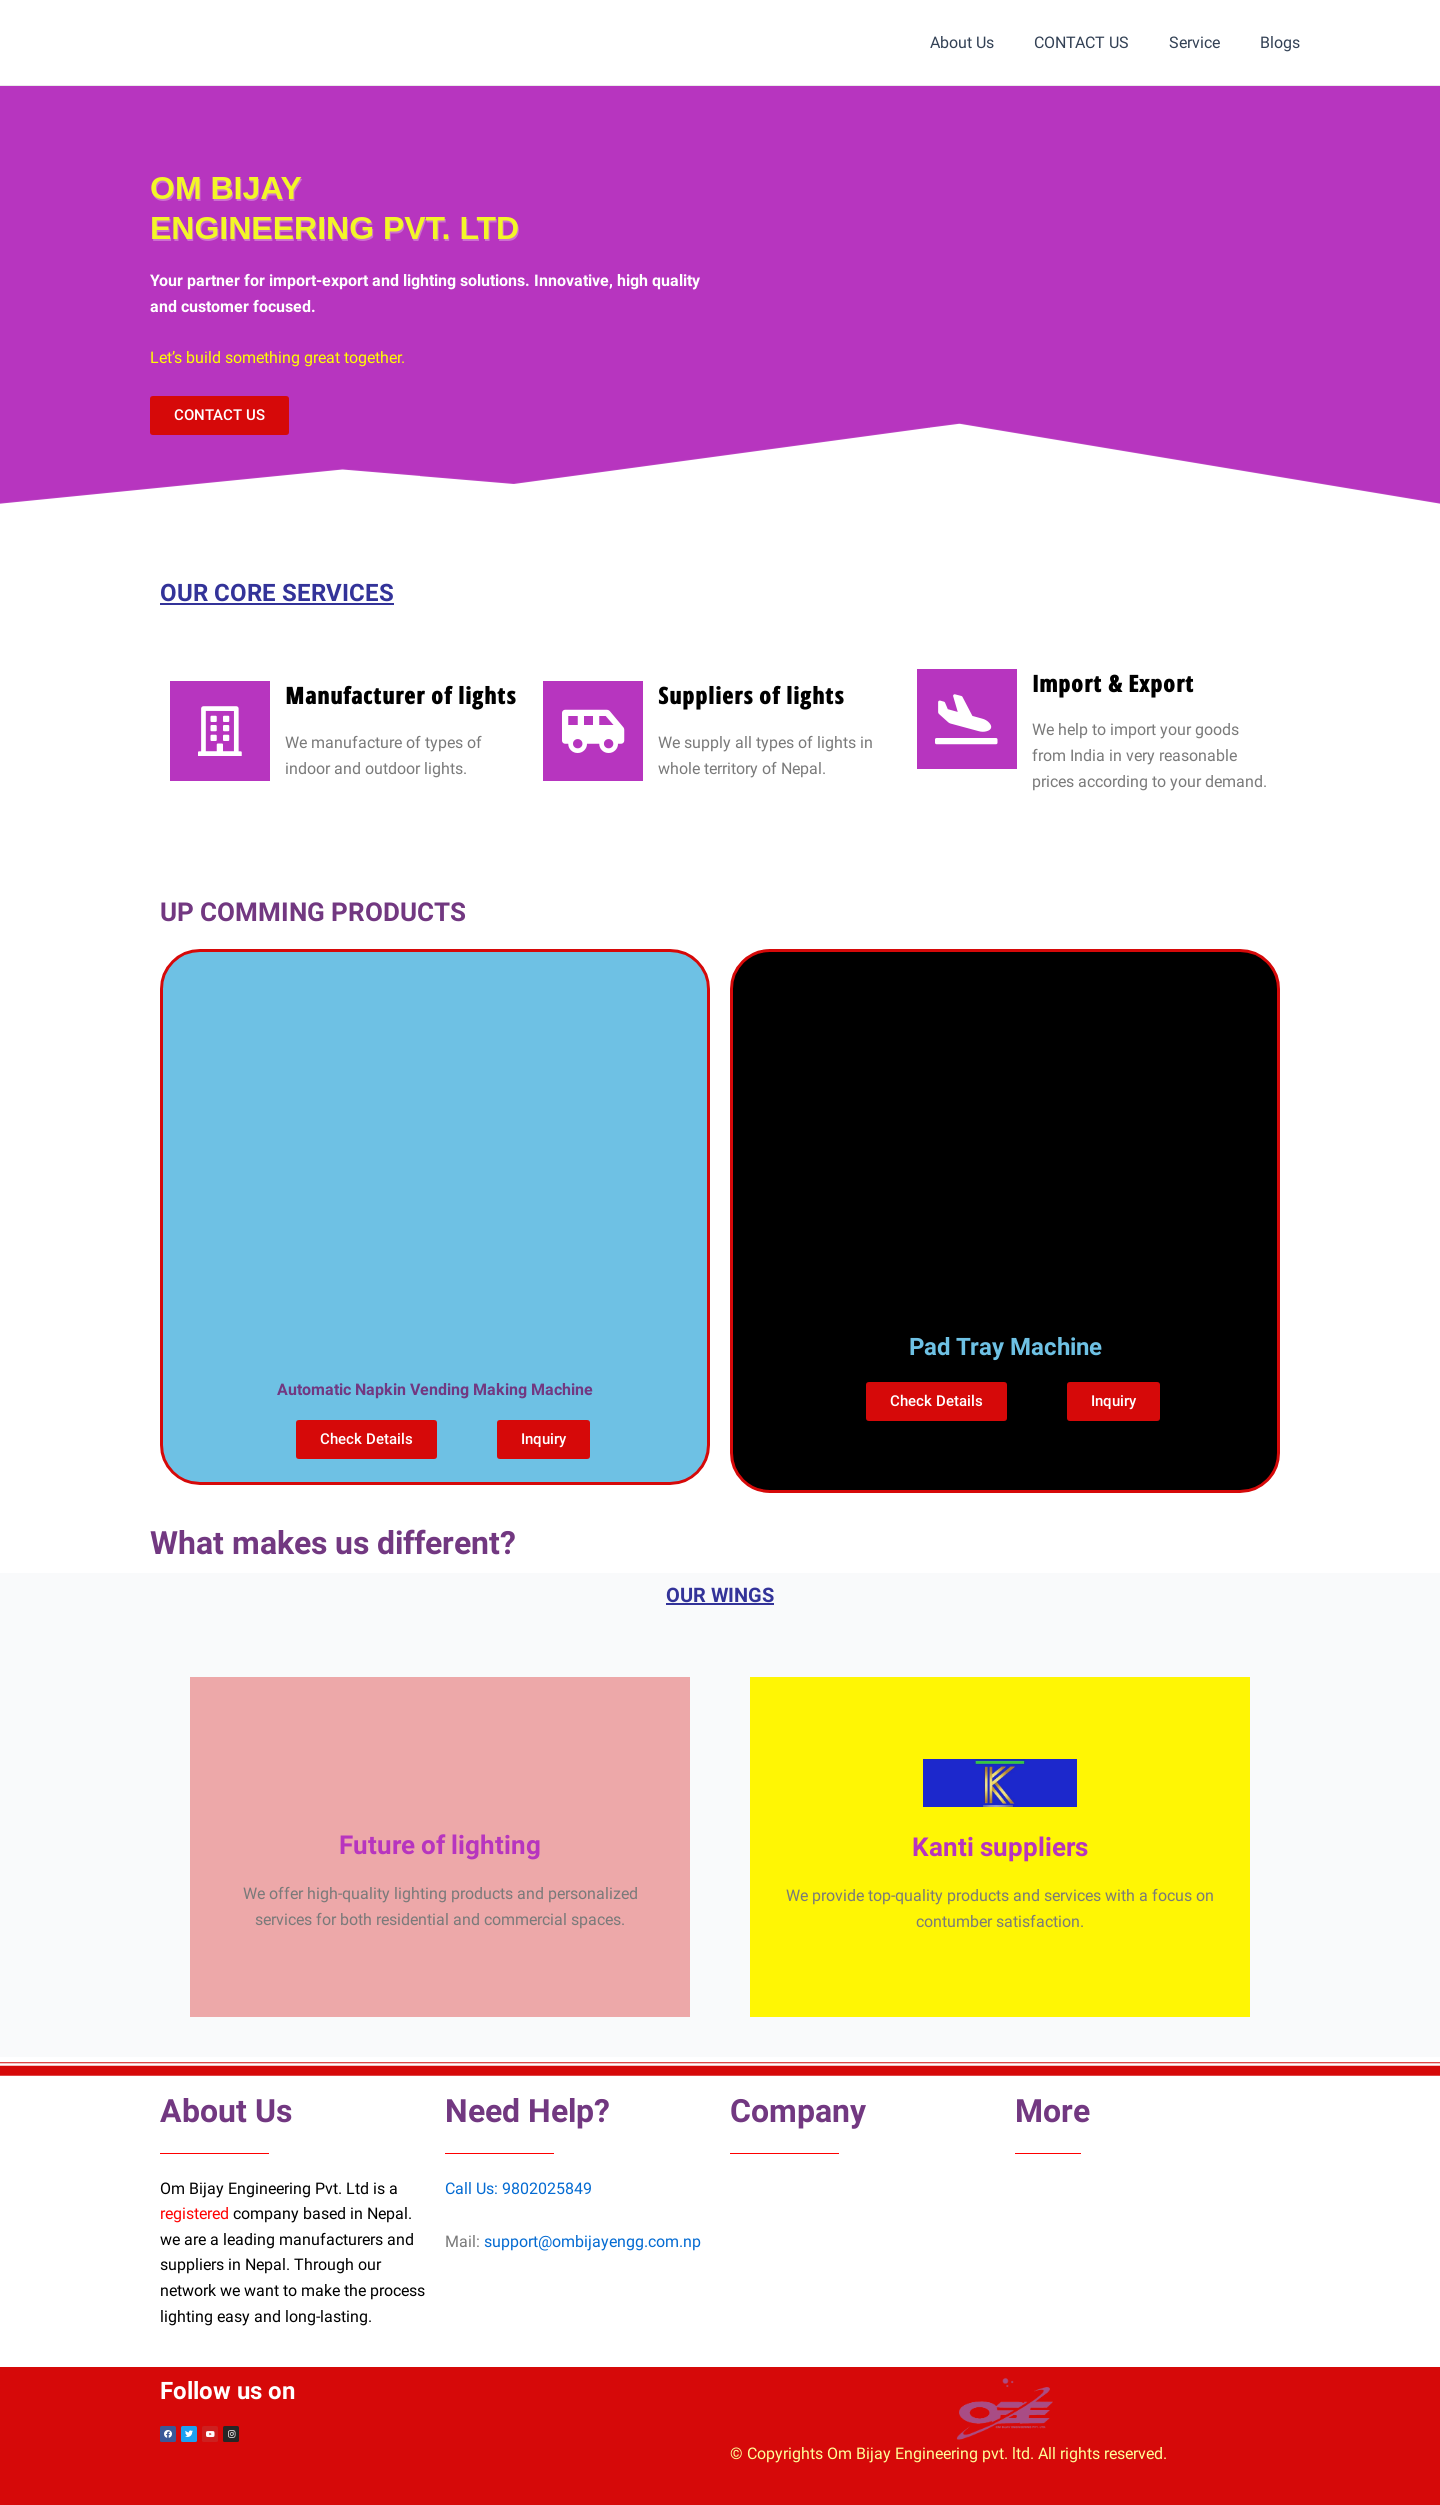 About Us
CONTACT US
Service
Blogs
OM BIJAY
ENGINEERING PVT. LTD
Your partner for import-export and lighting solutions. Innovative, high quality
and customer focused.
Let's build something great together.
CONTACT US
OUR CORE SERVICES
Manufacturer of lights
We manufacture of types of
indoor and outdoor lights.
Suppliers of lights
We supply all types of lights in
whole territory of Nepal.
Import & Export
We help to import your goods
from India in very reasonable
prices according to your demand.
UP COMMING PRODUCTS
Automatic Napkin Vending Making Machine
Check Details
Inquiry
Pad Tray Machine
Check Details
Inquiry
What makes us different?
OUR WINGS
Future of lighting
We offer high-quality lighting products and personalized
services for both residential and commercial spaces.
K
Kanti suppliers
We provide top-quality products and services with a focus on
contumber satisfaction.
About Us
Om Bijay Engineering Pvt. Ltd is a
registered company based in Nepal.
we are a leading manufacturers and
suppliers in Nepal. Through our
network we want to make the process
lighting easy and long-lasting.
Need Help?
Call Us: 9802025849
Mail: support@ombijayengg.com.np
Company
More
Follow us on
© Copyrights Om Bijay Engineering pvt. ltd. All rights reserved.